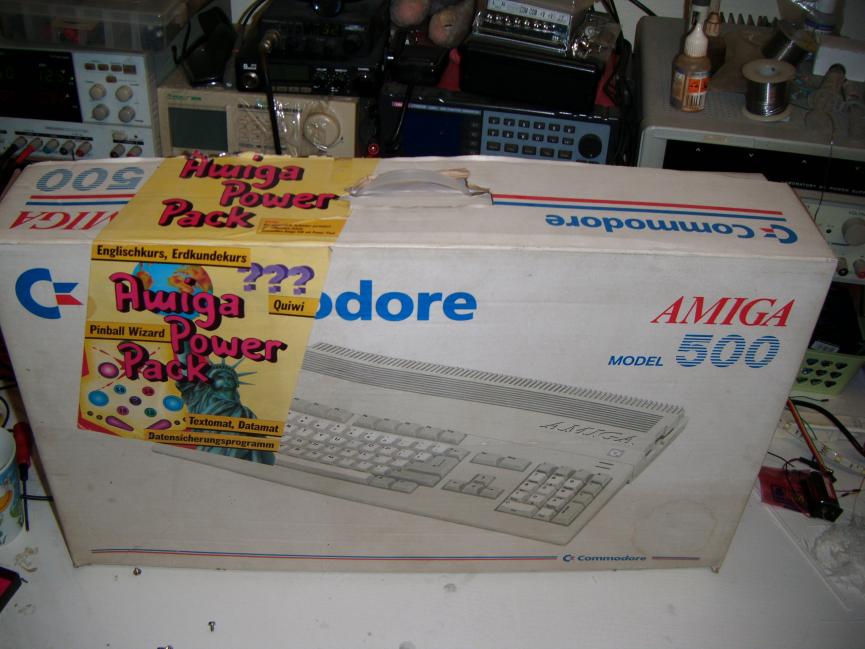 Amiga
Power
Pack
500
AMIGA
Commodore
Englischkurs, Erdkundekurs
???
Quiwi
Amiga
Power
Pack
Pinball Wizard
Textomat, Datamat
Datensicherungsprogramm
odore
AMIGA
MODEL 500
AMIGA
Commodore